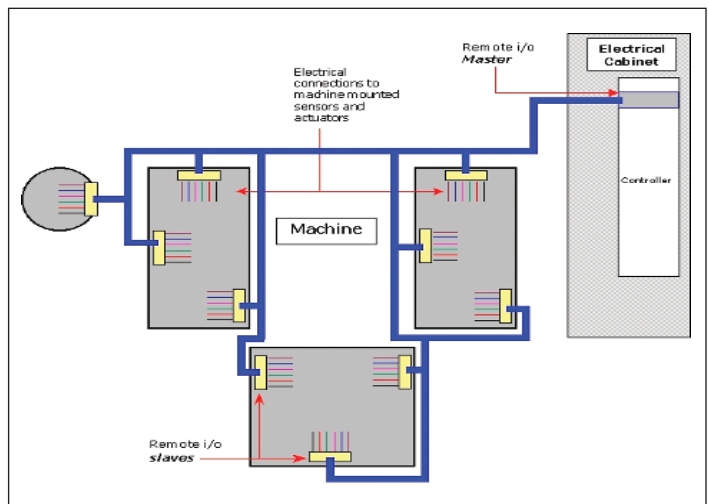 Remote i/o
Master
Electrical
Cabinet
Electrical
connections to
machine mounted
sensors and
actuators
Controller
Machine
Remote i/o
slaves